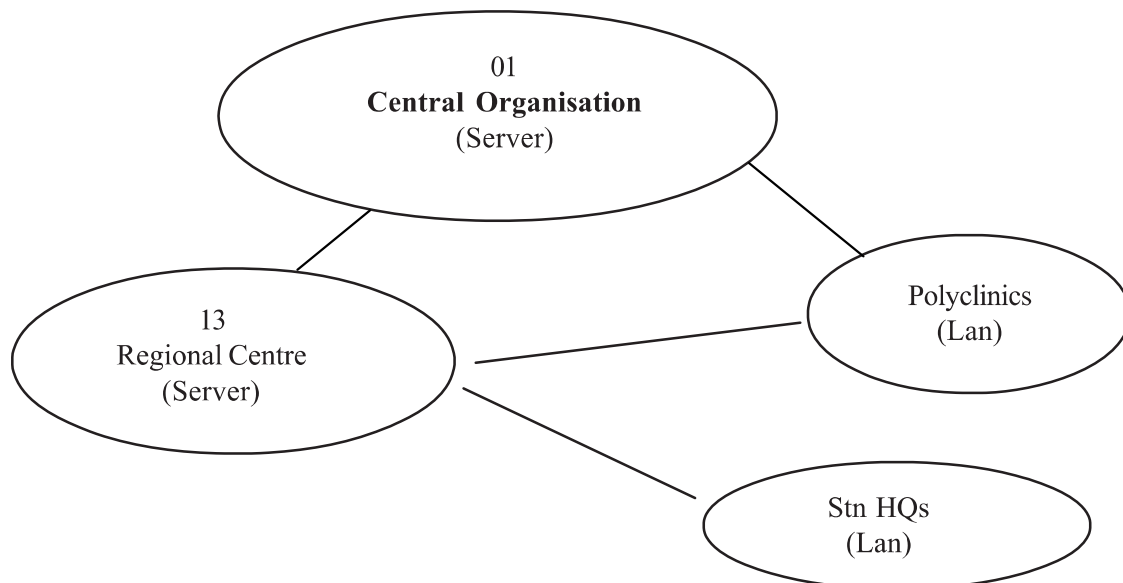 01
Central Organisation
(Server)
13
Regional Centre
(Server)
Polyclinics
(Lan)
Stn HQs
(Lan)